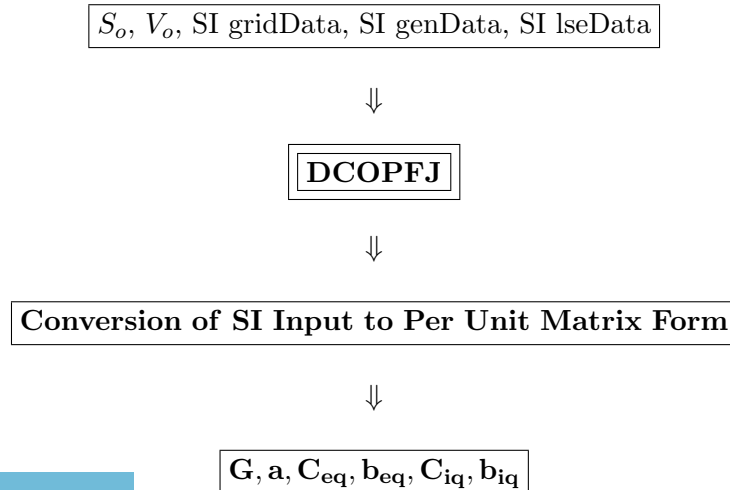 S_o, V_o, SI gridData, SI genData, SI lseData
⇓
DCOPFJ
⇓
Conversion of SI Input to Per Unit Matrix Form
⇓
G, a, C_eq, b_eq, C_iq, b_iq